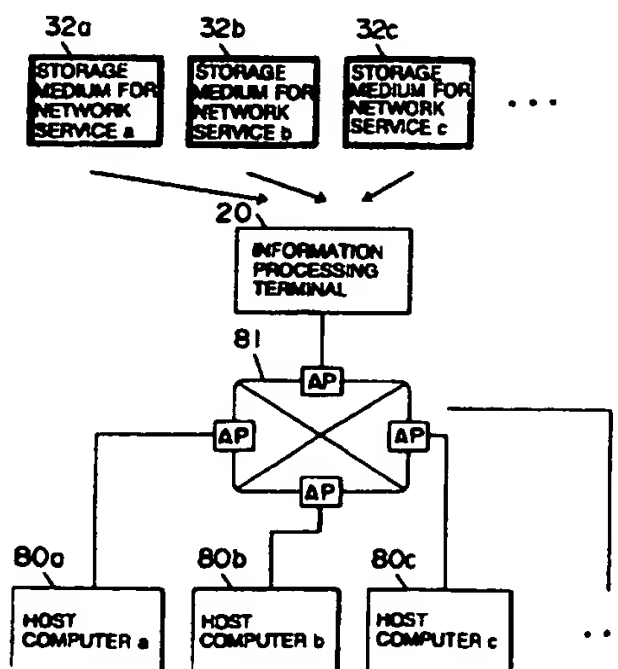 32a 32b 32c
STORAGE
MEDIUM FOR
NETWORK
SERVICE a
STORAGE
MEDIUM FOR
NETWORK
SERVICE b
STORAGE
MEDIUM FOR
NETWORK
SERVICE c
...
20
INFORMATION
PROCESSING
TERMINAL
81
AP
AP
AP
AP
80a 80b 80c
HOST
COMPUTER a
HOST
COMPUTER b
HOST
COMPUTER c
..